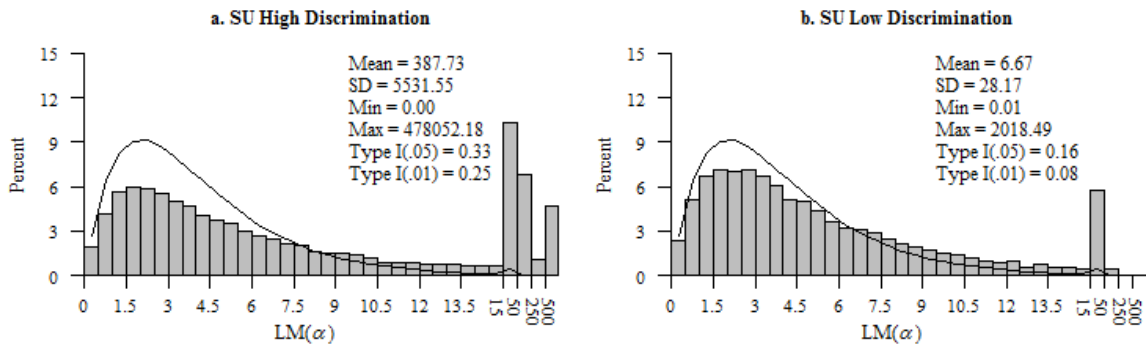 a. SU High Discrimination
Mean = 387.73
SD = 5531.55
Min = 0.00
Max = 478052.18
Type I(.05) = 0.33
Type I(.01) = 0.25
Percent
15
12
9
6
3
0
0 1.5 3 4.5 6 7.5 9 10.5 12 13.5 15 50 250 500
LM(α)
b. SU Low Discrimination
Mean = 6.67
SD = 28.17
Min = 0.01
Max = 2018.49
Type I(.05) = 0.16
Type I(.01) = 0.08
Percent
15
12
9
6
3
0
0 1.5 3 4.5 6 7.5 9 10.5 12 13.5 15 50 250 500
LM(α)